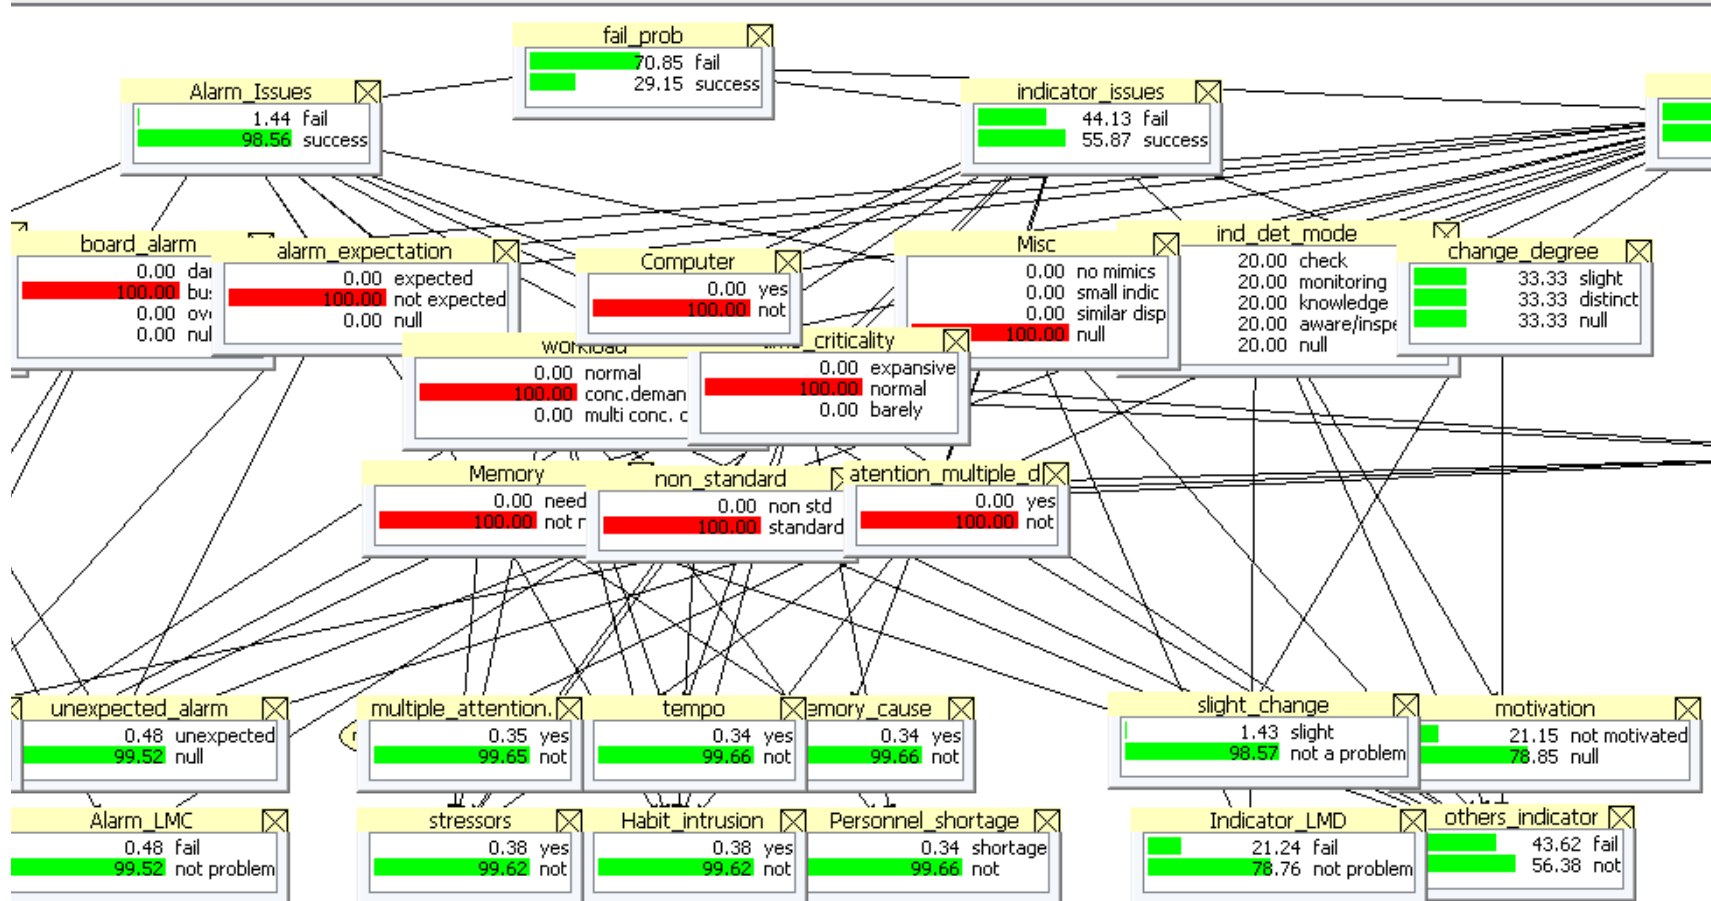 fail_prob
70.85 fail
29.15 success
Alarm_Issues
1.44 fail
98.56 success
indicator_issues
44.13 fail
55.87 success
board_alarm
0.00
100.00
0.00
0.00
alarm_expectation
0.00 expected
100.00 not expected
0.00 null
Computer
0.00 yes
100.00 not
Misc
0.00 no mimics
0.00 small indic
0.00 similar disp
100.00 null
ind_det_mode
20.00 check
20.00 monitoring
20.00 knowledge
20.00 aware/inspe
20.00 null
change_degree
33.33 slight
33.33 distinct
33.33 null
workload
0.00 normal
100.00 conc.deman
0.00 multi conc. c
criticality
0.00 expansive
100.00 normal
0.00 barely
Memory
0.00 need
100.00 not r
non_standard
0.00 non std
100.00 standard
atention_multiple_d
0.00 yes
100.00 not
unexpected_alarm
0.48 unexpected
99.52 null
multiple_attention.
0.35 yes
99.65 not
tempo
0.34 yes
99.66 not
emory_cause
0.34 yes
99.66 not
slight_change
1.43 slight
98.57 not a problem
motivation
21.15 not motivated
78.85 null
Alarm_LMC
0.48 fail
99.52 not problem
stressors
0.38 yes
99.62 not
Habit_intrusion
0.38 yes
99.62 not
Personnel_shortage
0.34 shortage
99.66 not
Indicator_LMD
21.24 fail
78.76 not problem
others_indicator
43.62 fail
56.38 not